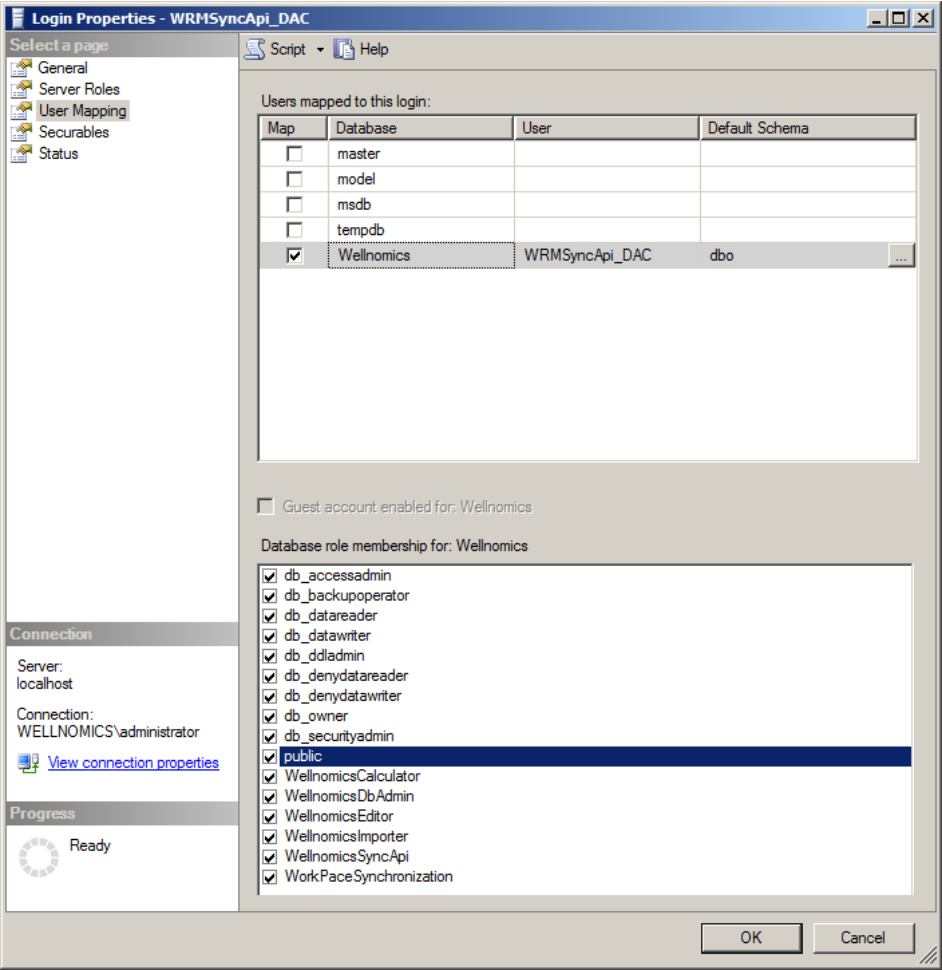 Login Properties - WRMSyncApi_DAC
Select a page
General
Server Roles
User Mapping
Securables
Status
Script Help
Users mapped to this login:
Map Database User Default Schema
master
model
msdb
tempdb
Wellnomics WRMSyncApi_DAC dbo ...
Guest account enabled for: Wellnomics
Database role membership for: Wellnomics
db_accessadmin
db_backupoperator
db_datareader
db_datawriter
db_ddladmin
db_denydatareader
db_denydatawriter
db_owner
db_securityadmin
public
WellnomicsCalculator
WellnomicsDbAdmin
WellnomicsEditor
WellnomicsImporter
WellnomicsSyncApi
WorkPaceSynchronization
Connection
Server:
localhost
Connection:
WELLNOMICS\administrator
View connection properties
Progress
Ready
OK Cancel